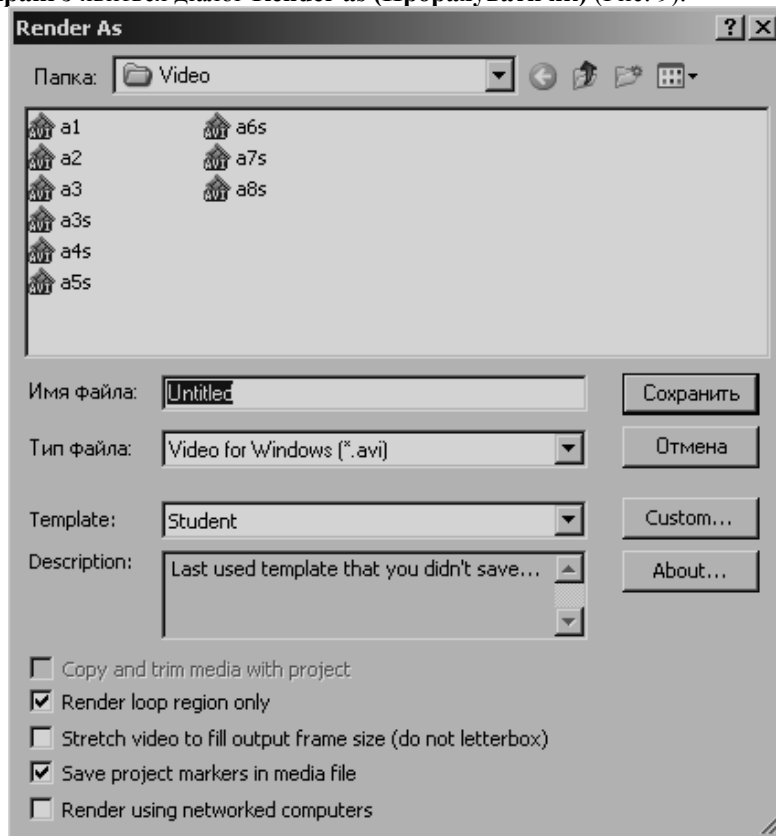 Render As
Папка: Video
a1 a6s
a2 a7s
a3 a8s
a3s
a4s
a5s
Имя файла: Untitled Сохранить
Тип файла: Video for Windows (*.avi) Отмена
Template: Student Custom...
Description: Last used template that you didn't save... About...
Copy and trim media with project
Render loop region only
Stretch video to fill output frame size (do not letterbox)
Save project markers in media file
Render using networked computers